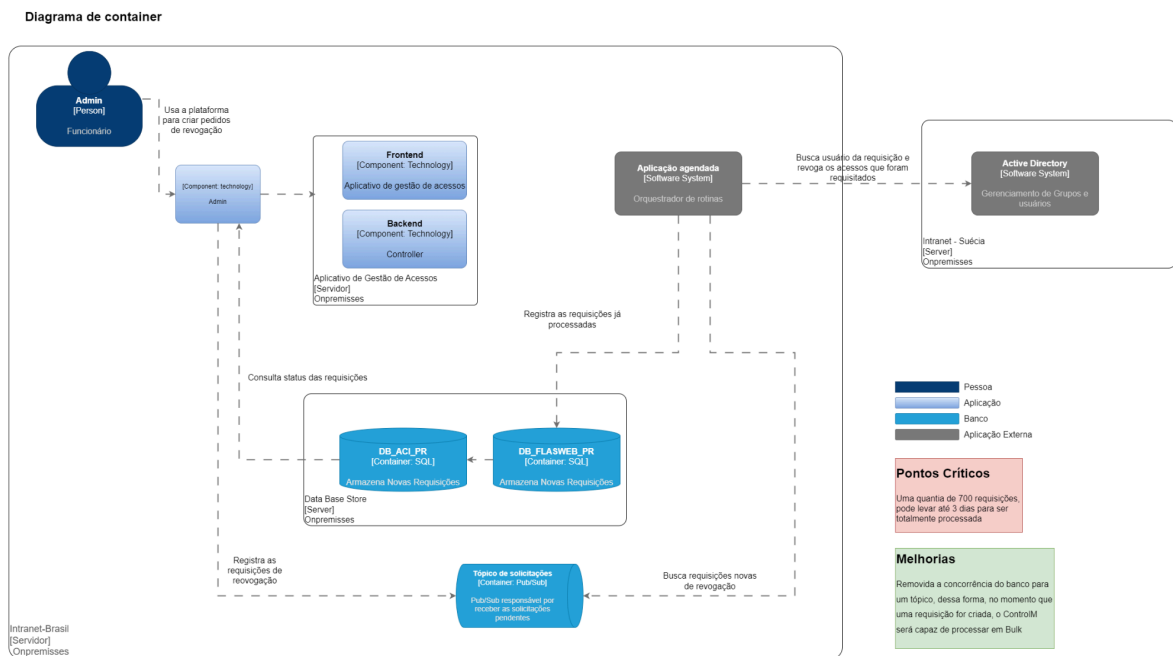 Diagrama de container
Admin
[Person]
Funcionário
Usa a plataforma
para criar pedidos
de revogação
[Component: technology]
Admin
Frontend
[Component: Technology]
Aplicativo de gestão de acessos
Backend
[Component: Technology]
Controller
Aplicativo de Gestão de Acessos
[Servidor]
Onpremisses
Aplicação agendada
[Software System]
Orquestrador de rotinas
Busca usuário da requisição e
revoga os acessos que foram
requisitados
Active Directory
[Software System]
Gerenciamento de Grupos e
usuários
Intranet - Suécia
[Server]
Onpremisses
Registra as requisições já
processadas
Consulta status das requisições
DB_ACI_PR
[Container: SQL]
Armazena Novas Requisições
DB_FLASWEB_PR
[Container: SQL]
Armazena Novas Requisições
Data Base Store
[Server]
Onpremisses
Registra as
requisições de
reovogação
Tópico de solicitações
[Container: Pub/Sub]
Pub/Sub responsável por
receber as solicitações
pendentes
Busca requisições novas
de revogação
Intranet-Brasil
[Servidor]
Onpremisses
Pessoa
Aplicação
Banco
Aplicação Externa
Pontos Críticos
Uma quantia de 700 requisições,
pode levar até 3 dias para ser
totalmente processada
Melhorias
Removida a concorrência do banco para
um tópico, dessa forma, no momento que
uma requisição for criada, o ControlM
será capaz de processar em Bulk